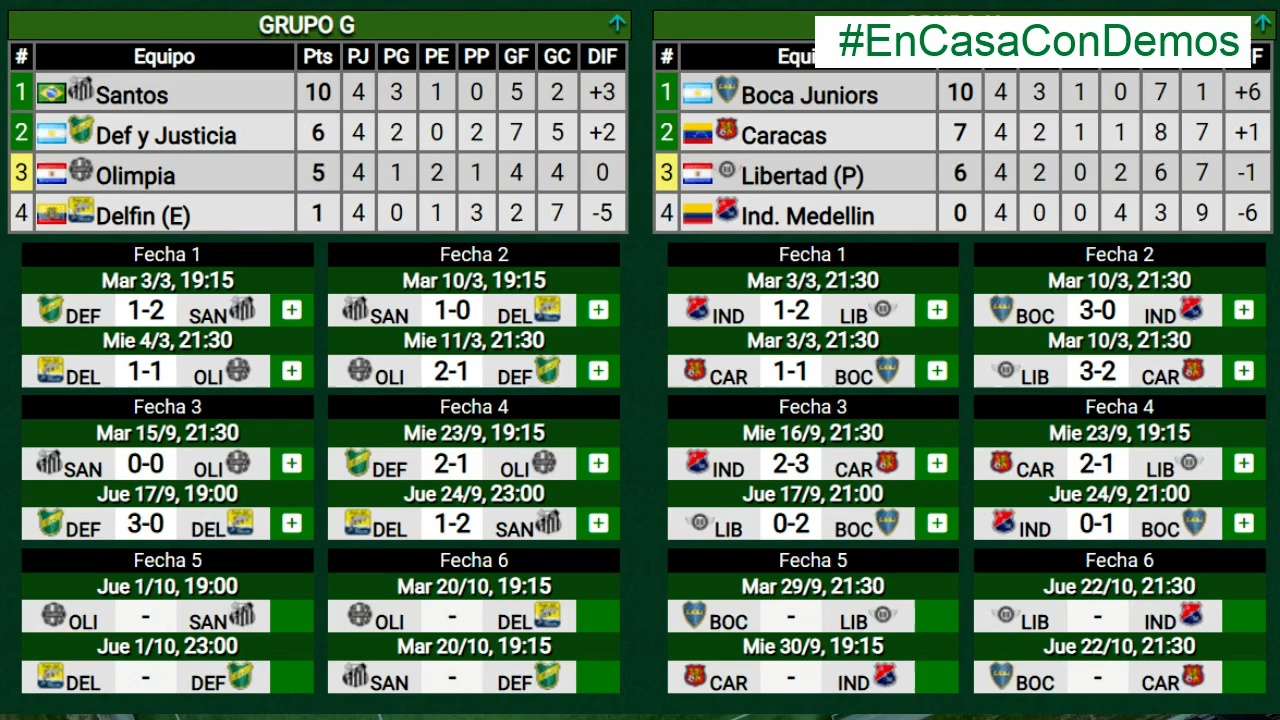 GRUPO G
# Equipo Pts PJ PG PE PP GF GC DIF
1 Santos 10 4 3 1 0 5 2 +3
2 Def y Justicia 6 4 2 0 2 7 5 +2
3 Olimpia 5 4 1 2 1 4 4 0
4 Delfin (E) 1 4 0 1 3 2 7 -5
Fecha 1
Mar 3/3, 19:15
DEF 1-2 SAN +
Mie 4/3, 21:30
DEL 1-1 OLI +
Fecha 2
Mar 10/3, 19:15
SAN 1-0 DEL +
Mie 11/3, 21:30
OLI 2-1 DEF +
Fecha 3
Mar 15/9, 21:30
SAN 0-0 OLI +
Jue 17/9, 19:00
DEF 3-0 DEL +
Fecha 4
Mie 23/9, 19:15
DEF 2-1 OLI +
Jue 24/9, 23:00
DEL 1-2 SAN +
Fecha 5
Jue 1/10, 19:00
OLI - SAN
Jue 1/10, 23:00
DEL - DEF
Fecha 6
Mar 20/10, 19:15
OLI - DEL
Mar 20/10, 19:15
SAN - DEF
#EnCasaConDemos
# Equi F
1 Boca Juniors 10 4 3 1 0 7 1 +6
2 Caracas 7 4 2 1 1 8 7 +1
3 Libertad (P) 6 4 2 0 2 6 7 -1
4 Ind. Medellin 0 4 0 0 4 3 9 -6
Fecha 1
Mar 3/3, 21:30
IND 1-2 LIB +
Mar 3/3, 21:30
CAR 1-1 BOC +
Fecha 2
Mar 10/3, 21:30
BOC 3-0 IND +
Mar 10/3, 21:30
LIB 3-2 CAR +
Fecha 3
Mie 16/9, 21:30
IND 2-3 CAR +
Jue 17/9, 21:00
LIB 0-2 BOC +
Fecha 4
Mie 23/9, 19:15
CAR 2-1 LIB +
Jue 24/9, 21:00
IND 0-1 BOC +
Fecha 5
Mar 29/9, 21:30
BOC - LIB
Mie 30/9, 19:15
CAR - IND
Fecha 6
Jue 22/10, 21:30
LIB - IND
Jue 22/10, 21:30
BOC - CAR